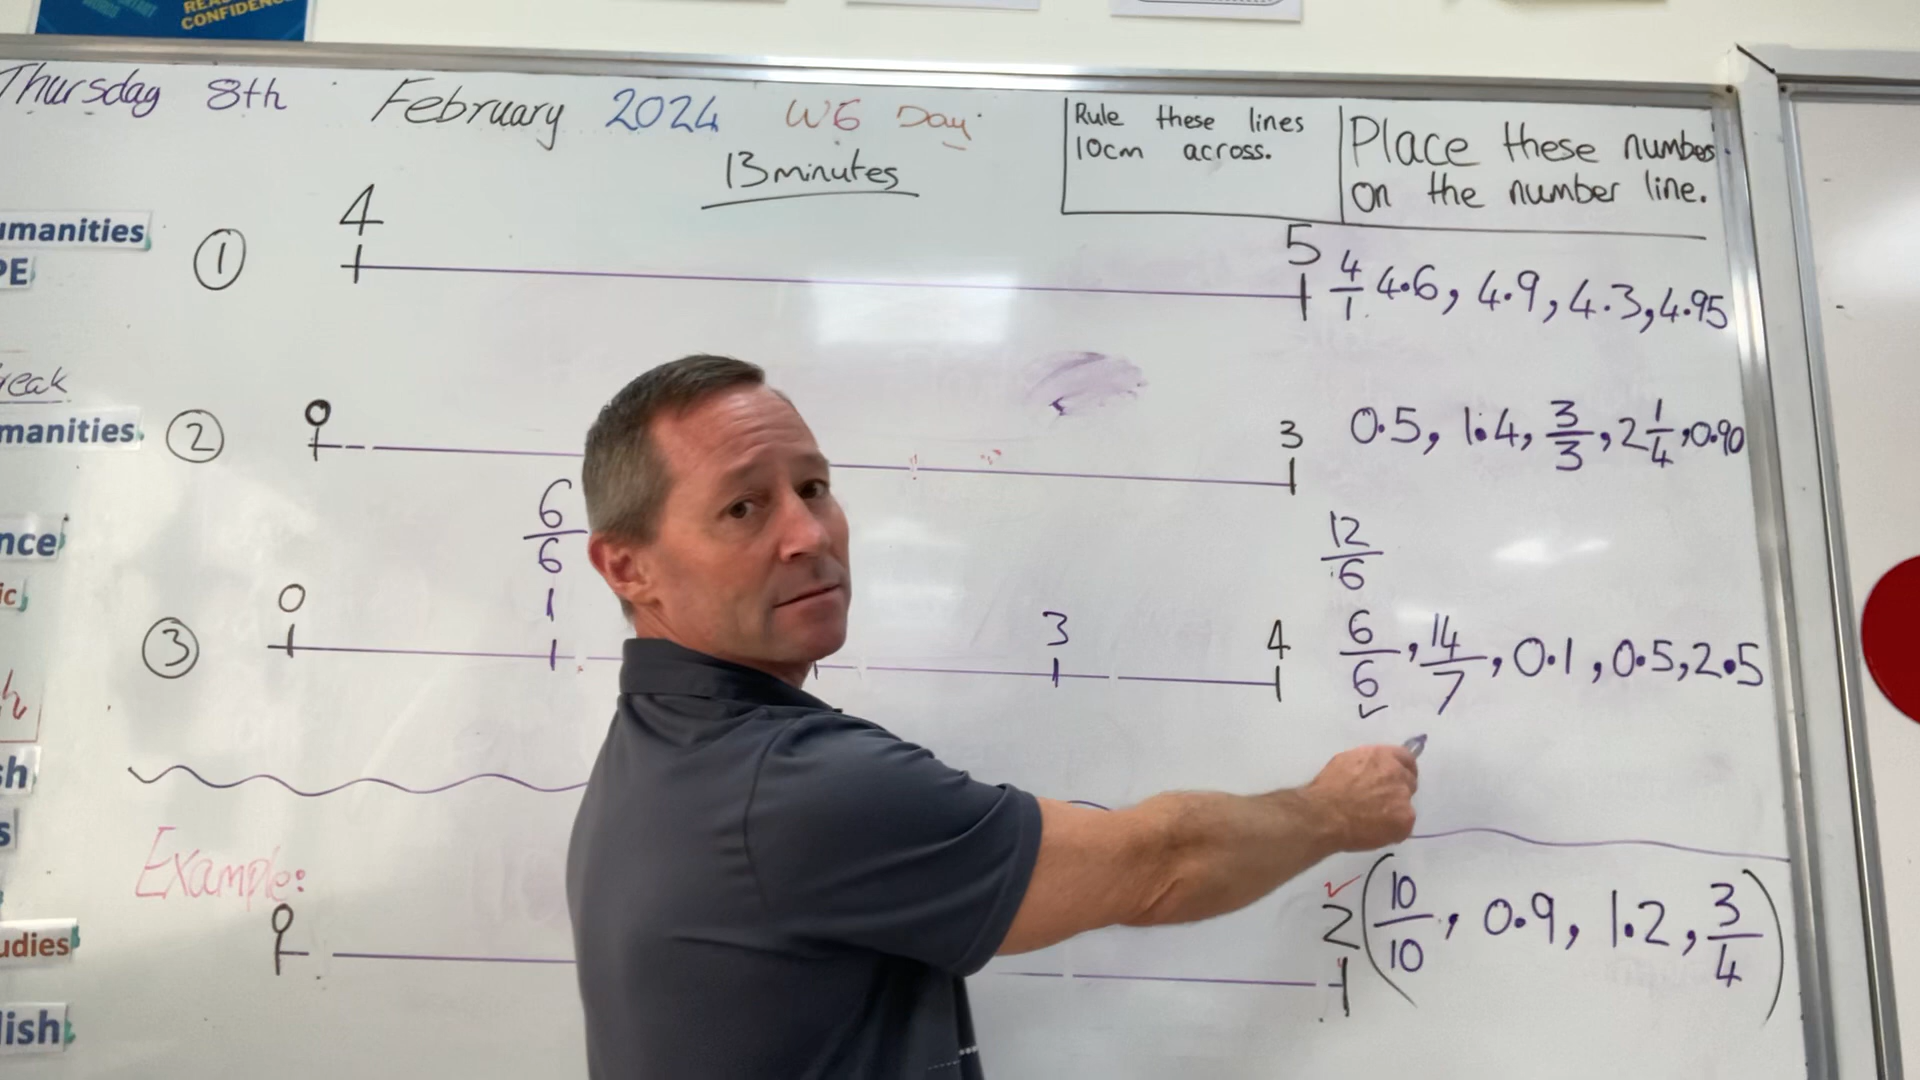 CONFIDENCE
Thursday 8th February 2024 W6 Day
13 minutes
Rule these lines
10cm across.
Place these numbers
on the number line.
umanities
PE
① 4 5 4/1 4.6, 4.9, 4.3, 4.95
reak
manities
② 0 3 0.5, 1.4, 3/3, 2 1/4, 0.90
nce
ic
12/6
6/6
③ 0 1 3 4 6/6, 14/7, 0.1, 0.5, 2.5
h
sh
s
Example:
0 2 (10/10, 0.9, 1.2, 3/4)
udies
lish